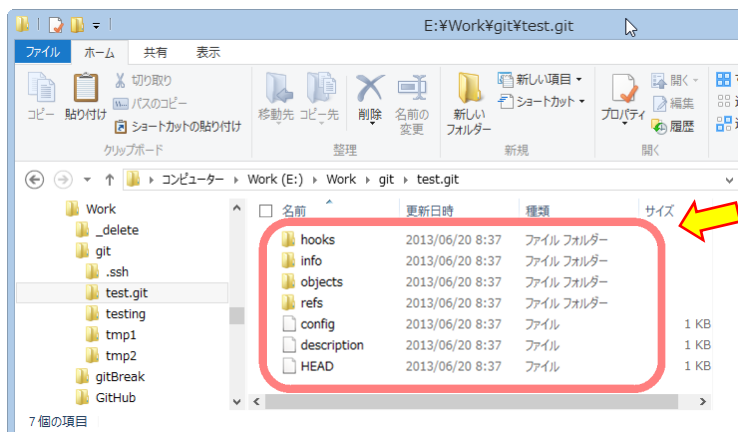 E:¥Work¥git¥test.git
ファイル ホーム 共有 表示
コピー 貼り付け 切り取り パスのコピー ショートカットの貼り付け
移動先 コピー先 削除 名前の変更
新しいフォルダー 新しい項目 ショートカット
プロパティ 開く 編集 履歴
クリップボード 整理 新規 開く
コンピューター Work (E:) Work git test.git
Work
_delete
git
.ssh
test.git
testing
tmp1
tmp2
gitBreak
GitHub
名前 更新日時 種類 サイズ
hooks 2013/06/20 8:37 ファイル フォルダー
info 2013/06/20 8:37 ファイル フォルダー
objects 2013/06/20 8:37 ファイル フォルダー
refs 2013/06/20 8:37 ファイル フォルダー
config 2013/06/20 8:37 ファイル 1 KB
description 2013/06/20 8:37 ファイル 1 KB
HEAD 2013/06/20 8:37 ファイル 1 KB
7 個の項目